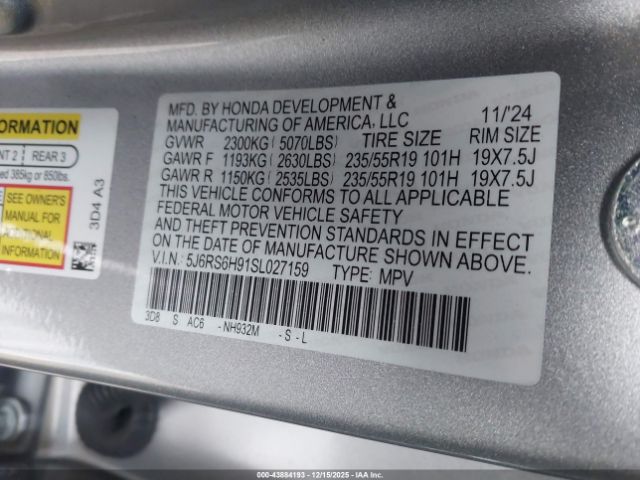 ORMATION
NT 2 REAR 3
ed 385kg or 850lbs.
SEE OWNER'S
MANUAL FOR
ADDITIONAL
INFORMATION
3D4 A3
MFD. BY HONDA DEVELOPMENT &
MANUFACTURING OF AMERICA, LLC 11/'24
GVWR 2300KG( 5070LBS) TIRE SIZE RIM SIZE
GAWR F 1193KG( 2630LBS) 235/55R19 101H 19X7.5J
GAWR R 1150KG( 2535LBS) 235/55R19 101H 19X7.5J
THIS VEHICLE CONFORMS TO ALL APPLICABLE
FEDERAL MOTOR VEHICLE SAFETY
AND THEFT PREVENTION STANDARDS IN EFFECT
ON THE DATE OF MANUFACTURE SHOWN ABOVE.
V.I.N.: 5J6RS6H91SL027159 TYPE: MPV
3D8 S AC6 -NH932M -S-L
000-43884193 12/15/2025 - IAA Inc.